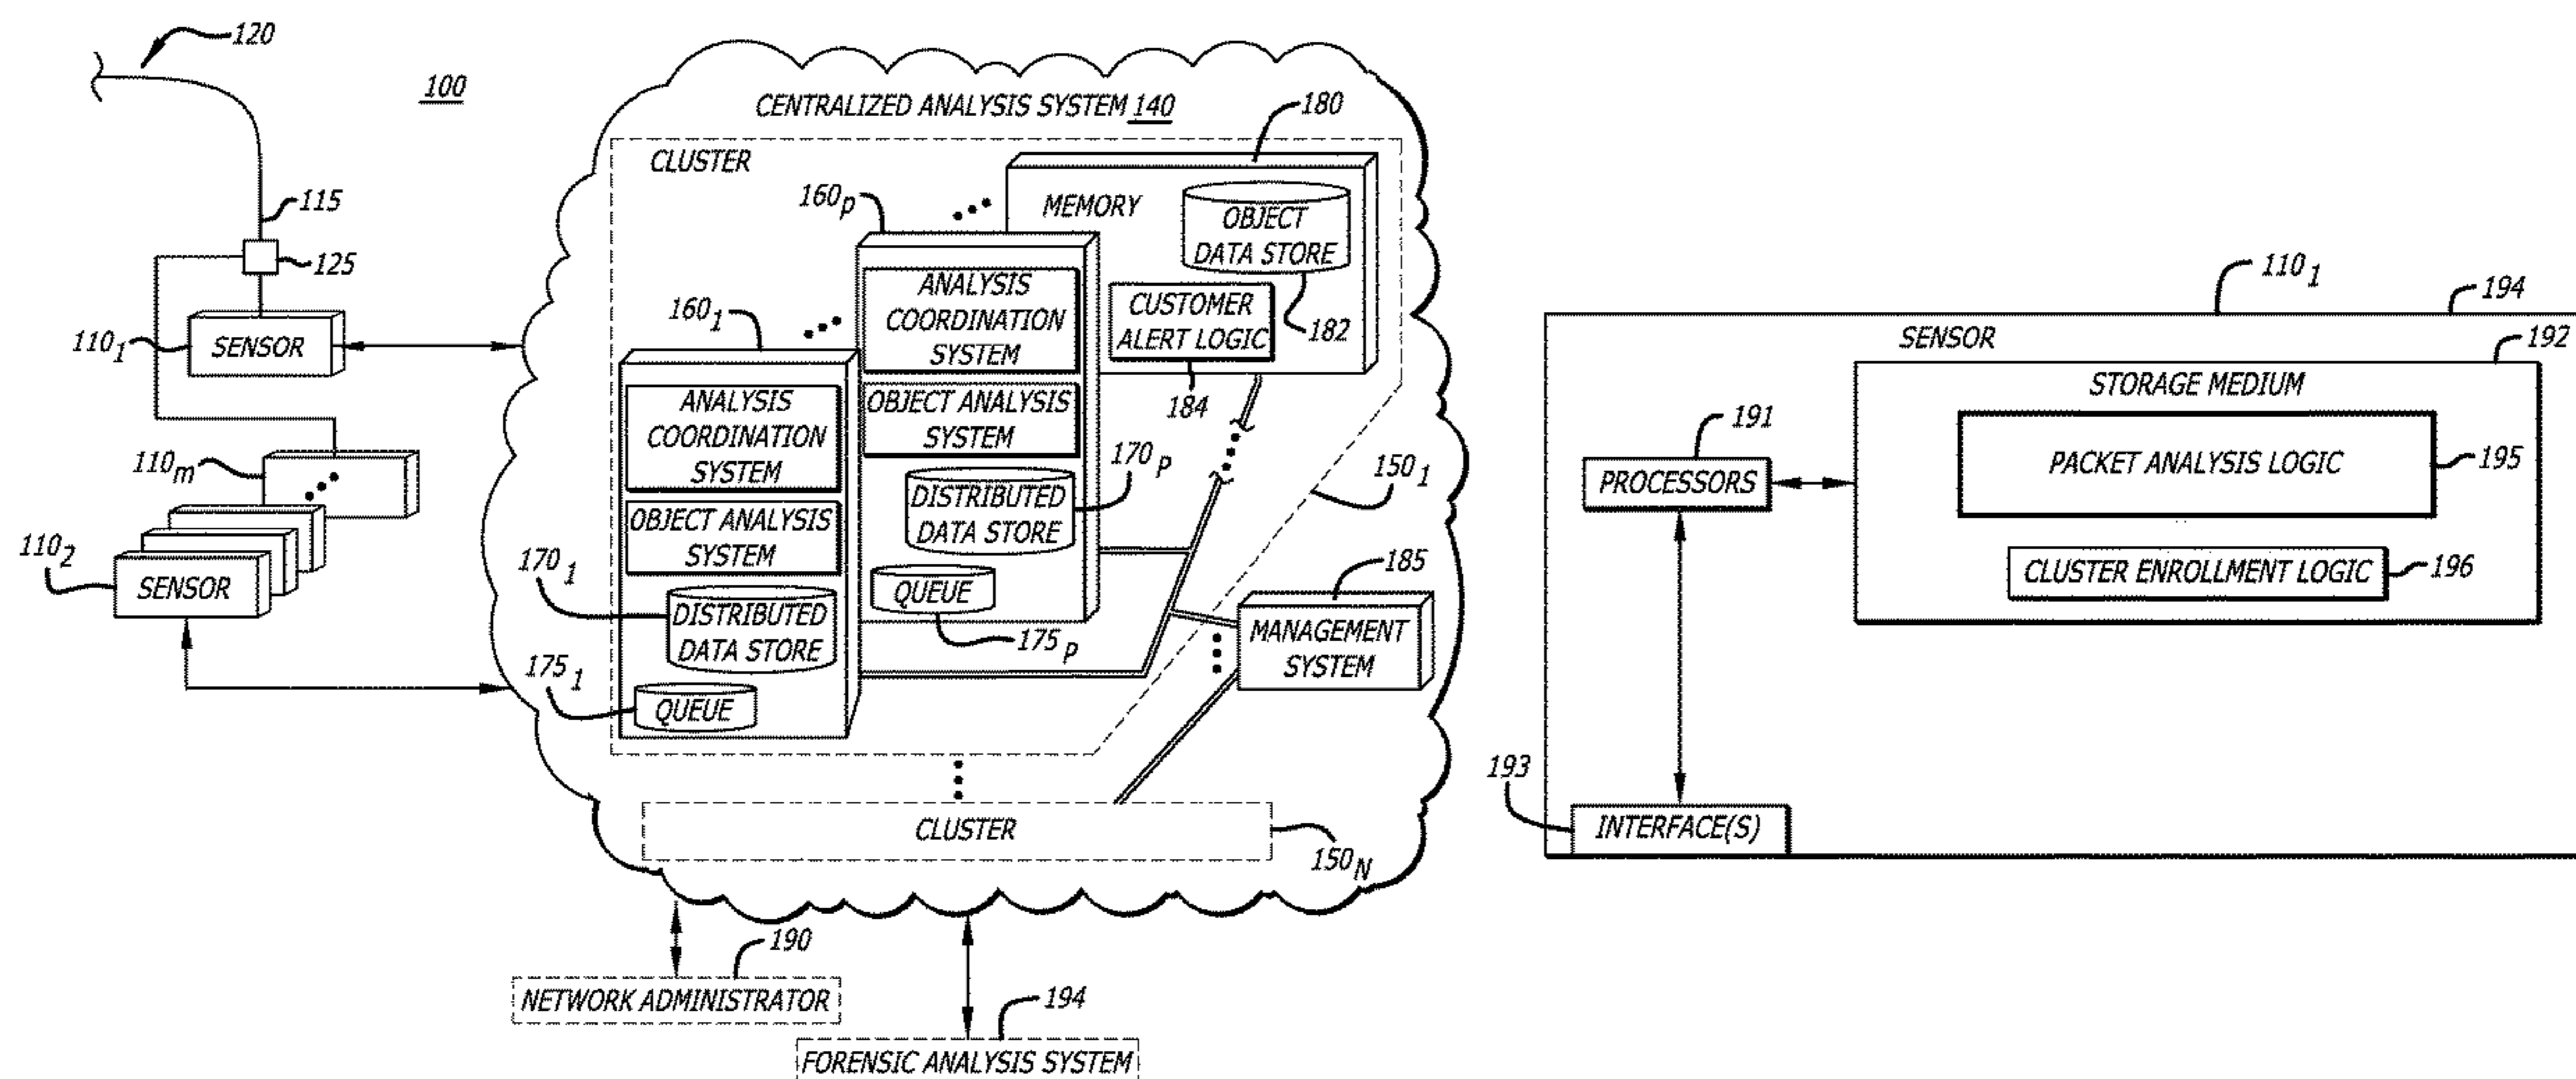 120
100
115
125
110₁
SENSOR
110ₘ
110₂
SENSOR
CENTRALIZED ANALYSIS SYSTEM 140
180
CLUSTER
160ₚ
MEMORY
OBJECT
DATA STORE
182
CUSTOMER
ALERT LOGIC
184
ANALYSIS
COORDINATION
SYSTEM
OBJECT ANALYSIS
SYSTEM
170ₚ
DISTRIBUTED
DATA STORE
QUEUE
175ₚ
160₁
ANALYSIS
COORDINATION
SYSTEM
OBJECT ANALYSIS
SYSTEM
170₁
DISTRIBUTED
DATA STORE
175₁
QUEUE
150₁
185
MANAGEMENT
SYSTEM
CLUSTER
150N
190
NETWORK ADMINISTRATOR
194
FORENSIC ANALYSIS SYSTEM
110₁
194
SENSOR
192
STORAGE MEDIUM
191
PROCESSORS
PACKET ANALYSIS LOGIC
195
CLUSTER ENROLLMENT LOGIC
196
193
INTERFACE(S)